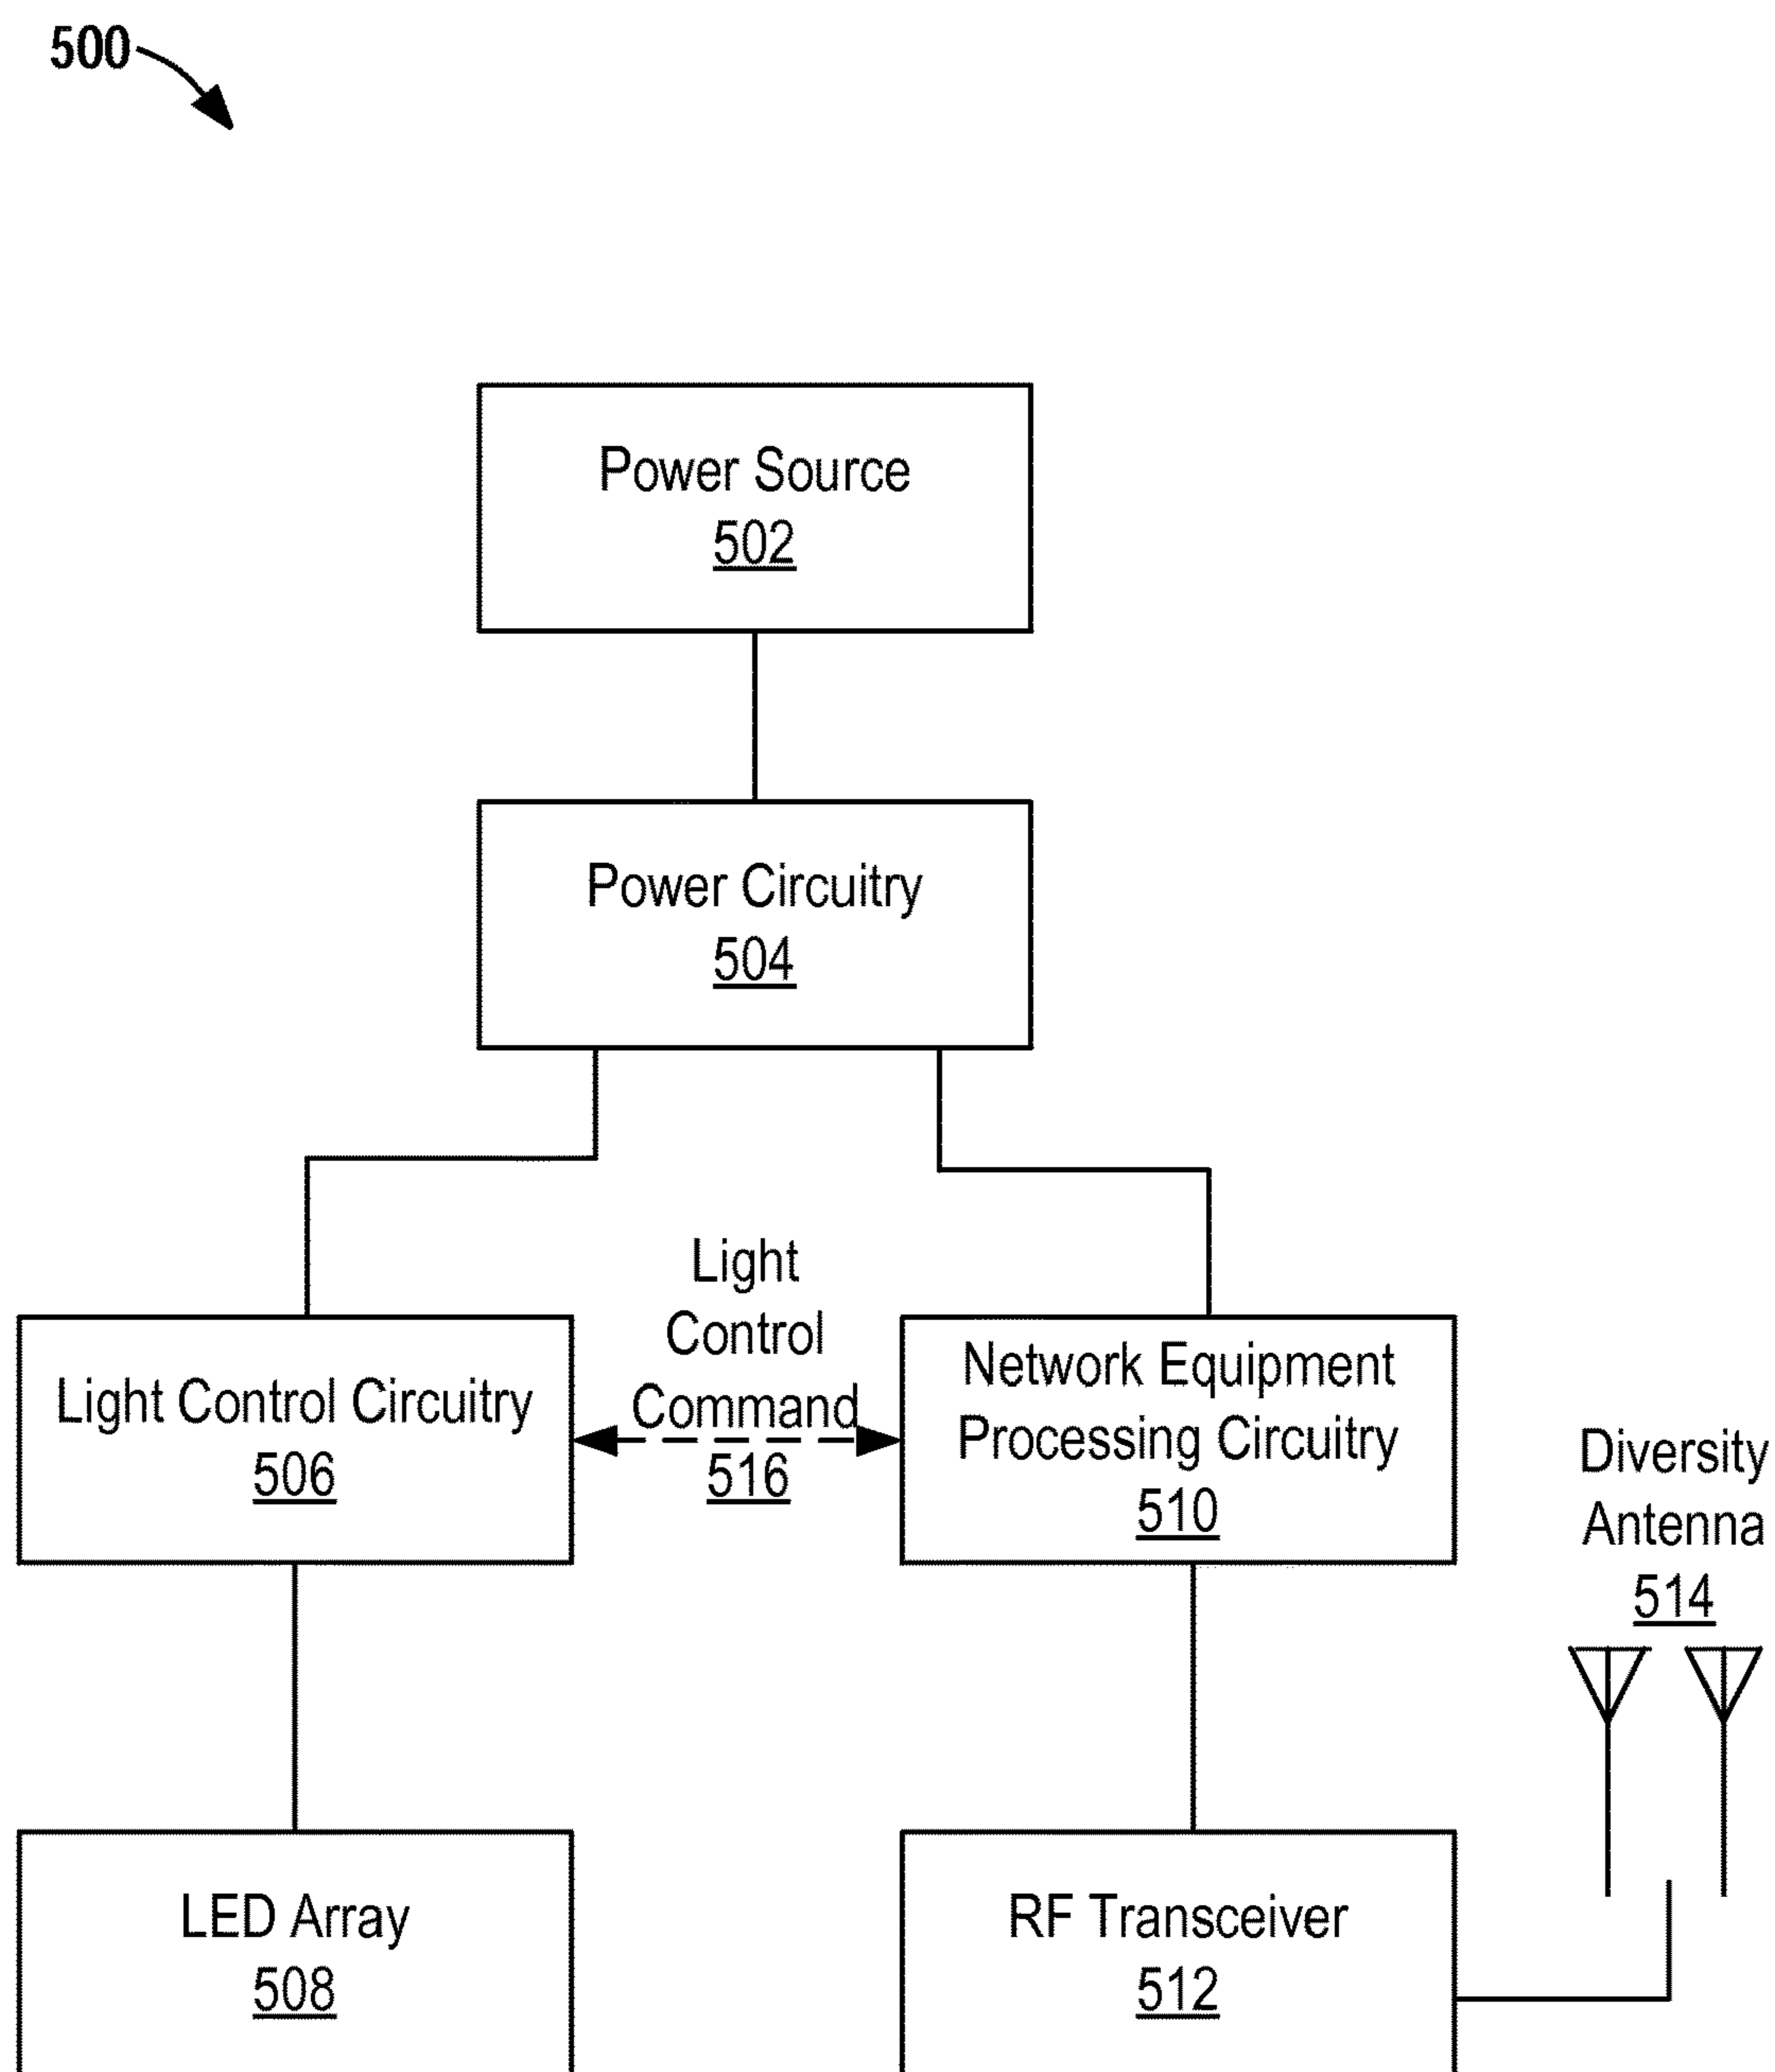 500
Power Source
502
Power Circuitry
504
Light
Control
Command
516
Light Control Circuitry
506
Network Equipment
Processing Circuitry
510
Diversity
Antenna
514
LED Array
508
RF Transceiver
512